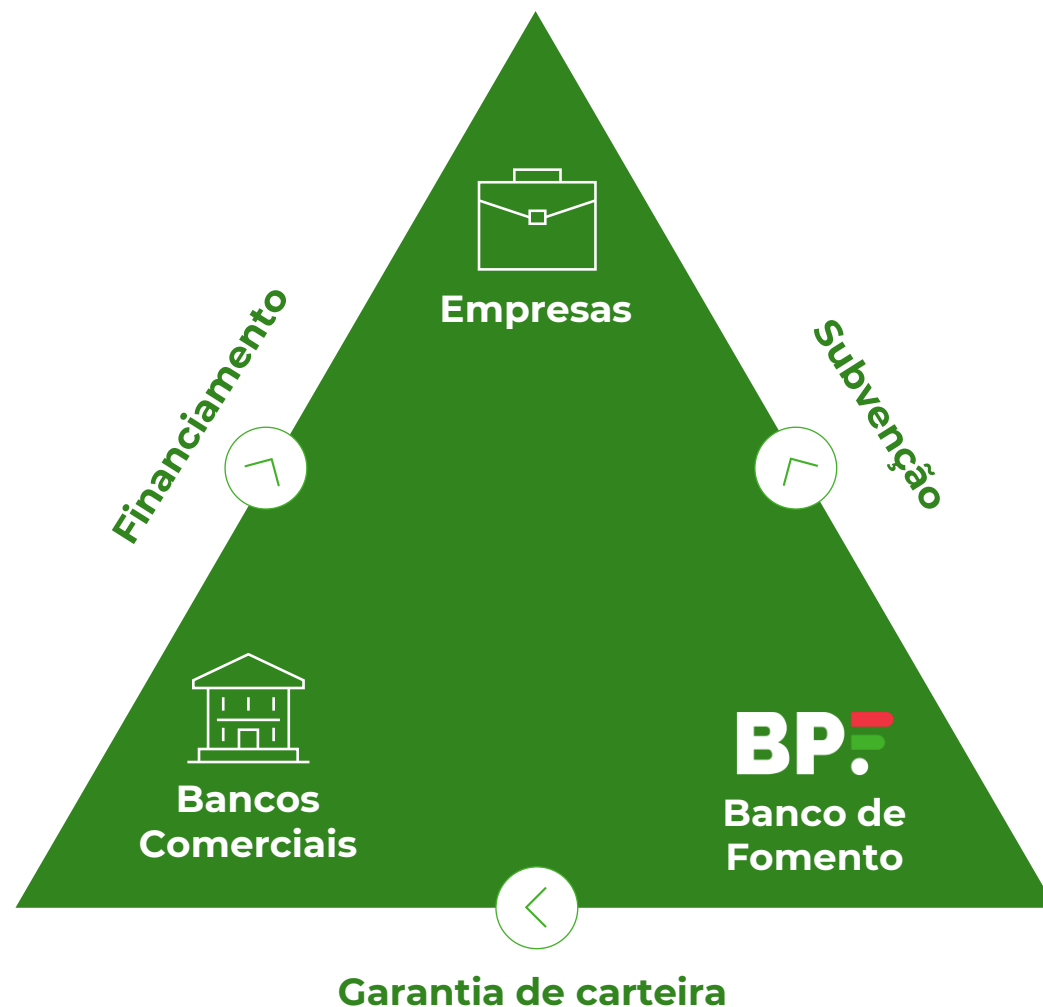 Empresas
Financiamento
Subvenção
Bancos
Comerciais
BPF
Banco de
Fomento
Garantia de carteira